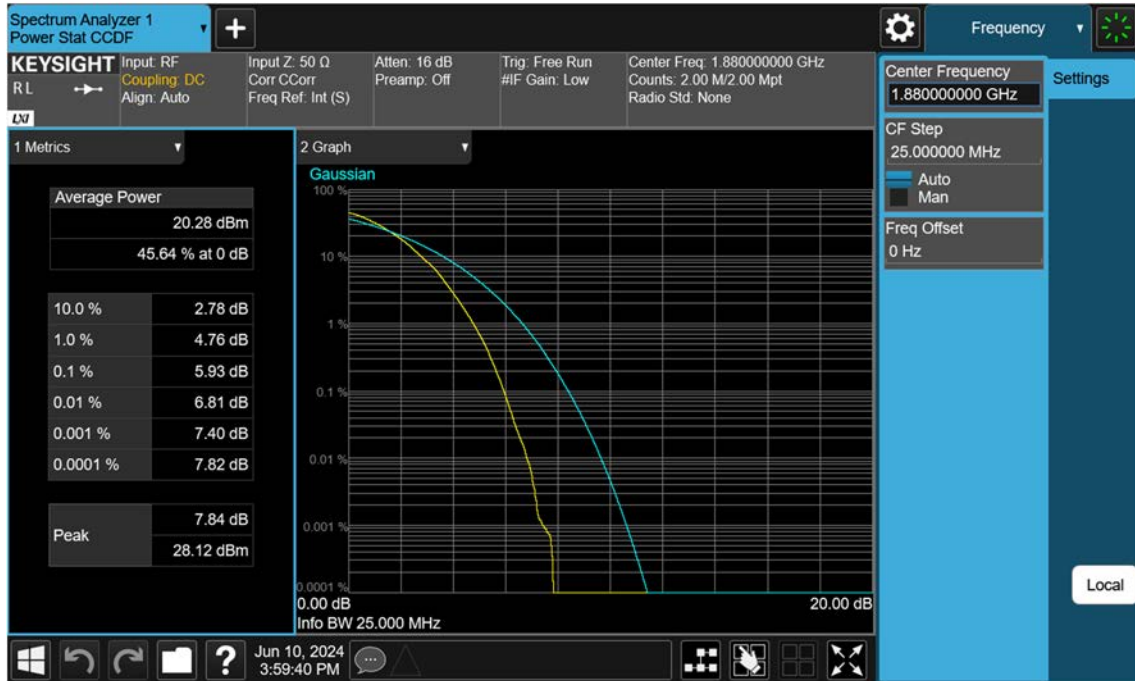 Spectrum Analyzer 1
Power Stat CCDF
Frequency
KEYSIGHT
R L
LXI
Input: RF
Coupling: DC
Align: Auto
Input Z: 50 Ω
Corr CCorr
Freq Ref: Int (S)
Atten: 16 dB
Preamp: Off
Trig: Free Run
#IF Gain: Low
Center Freq: 1.880000000 GHz
Counts: 2.00 M/2.00 Mpt
Radio Std: None
Center Frequency
1.880000000 GHz
Settings
CF Step
25.000000 MHz
Auto
Man
Freq Offset
0 Hz
Local
1 Metrics
Average Power
20.28 dBm
45.64 % at 0 dB
10.0 % 2.78 dB
1.0 % 4.76 dB
0.1 % 5.93 dB
0.01 % 6.81 dB
0.001 % 7.40 dB
0.0001 % 7.82 dB
Peak
7.84 dB
28.12 dBm
2 Graph
Gaussian
100 %
10 %
1 %
0.1 %
0.01 %
0.001 %
0.0001 %
0.00 dB 20.00 dB
Info BW 25.000 MHz
?
Jun 10, 2024
3:59:40 PM